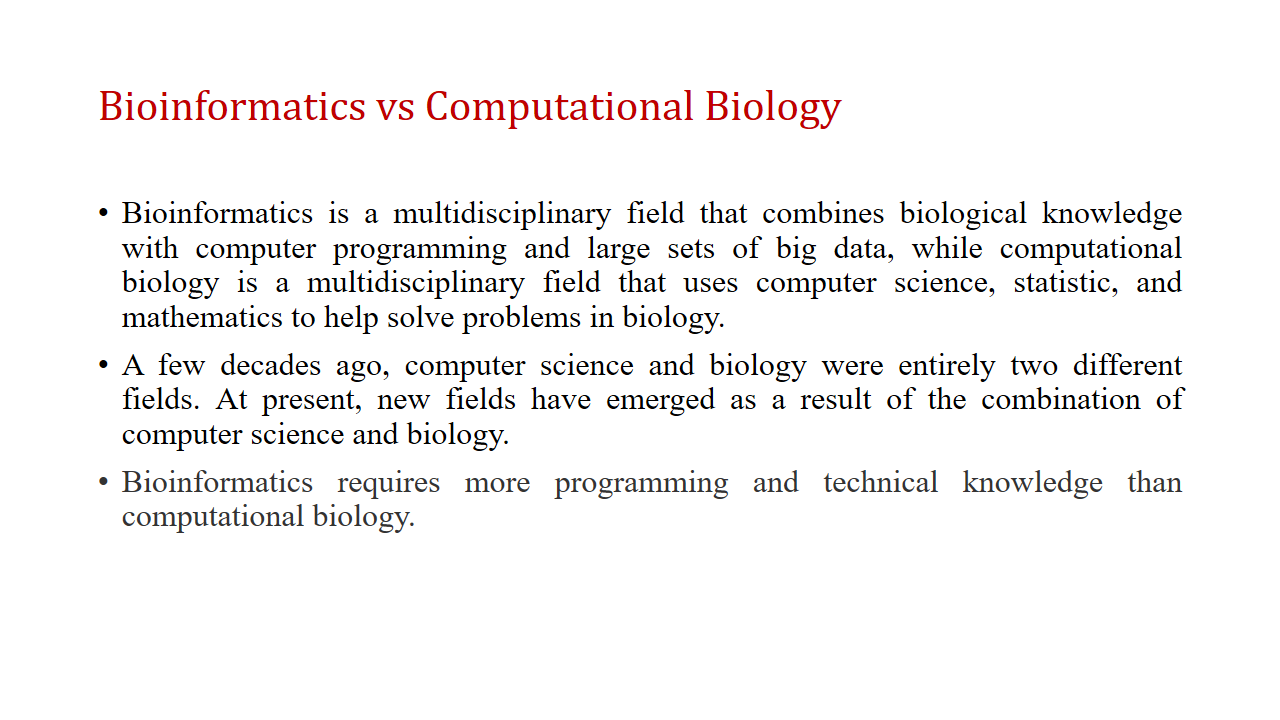 Bioinformatics vs Computational Biology
• Bioinformatics is a multidisciplinary field that combines biological knowledge
with computer programming and large sets of big data, while computational
biology is a multidisciplinary field that uses computer science, statistic, and
mathematics to help solve problems in biology.
• A few decades ago, computer science and biology were entirely two different
fields. At present, new fields have emerged as a result of the combination of
computer science and biology.
• Bioinformatics requires more programming and technical knowledge than
computational biology.